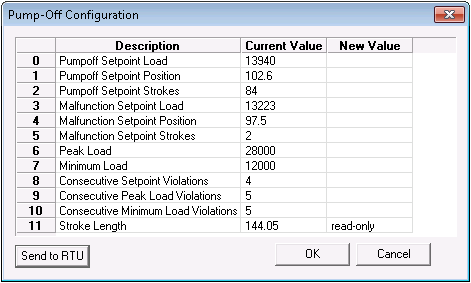 Pump-Off Configuration
Description Current Value New Value
0 Pumpoff Setpoint Load 13940
1 Pumpoff Setpoint Position 102.6
2 Pumpoff Setpoint Strokes 84
3 Malfunction Setpoint Load 13223
4 Malfunction Setpoint Position 97.5
5 Malfunction Setpoint Strokes 2
6 Peak Load 28000
7 Minimum Load 12000
8 Consecutive Setpoint Violations 4
9 Consecutive Peak Load Violations 5
10 Consecutive Minimum Load Violations 5
11 Stroke Length 144.05 read-only
Send to RTU OK Cancel